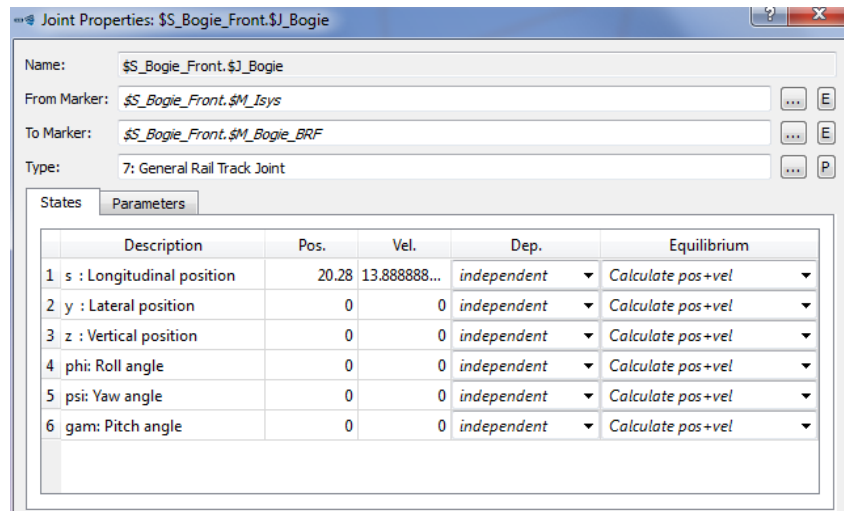 Joint Properties: $S_Bogie_Front.$J_Bogie ? X
Name: $S_Bogie_Front.$J_Bogie
From Marker: $S_Bogie_Front.$M_Isys ... E
To Marker: $S_Bogie_Front.$M_Bogie_BRF ... E
Type: 7: General Rail Track Joint ... P
States Parameters
Description Pos. Vel. Dep. Equilibrium
1 s : Longitudinal position 20.28 13.888888... independent Calculate pos+vel
2 y : Lateral position 0 0 independent Calculate pos+vel
3 z : Vertical position 0 0 independent Calculate pos+vel
4 phi: Roll angle 0 0 independent Calculate pos+vel
5 psi: Yaw angle 0 0 independent Calculate pos+vel
6 gam: Pitch angle 0 0 independent Calculate pos+vel